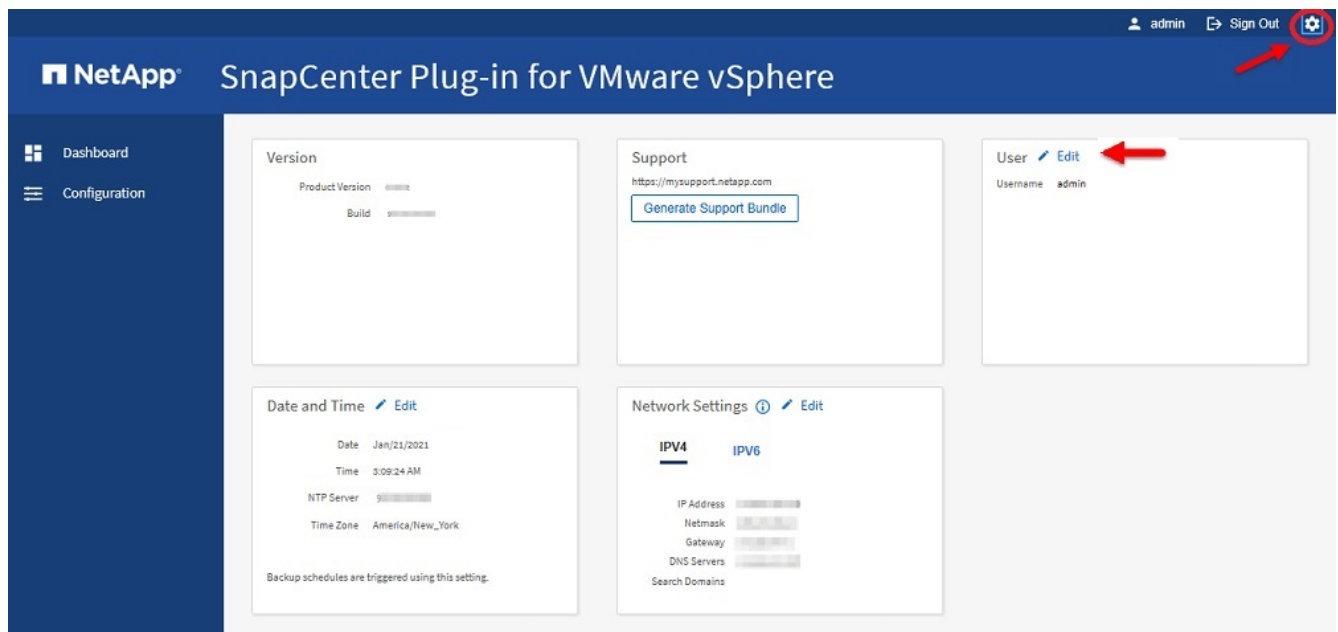 admin Sign Out
NetApp SnapCenter Plug-in for VMware vSphere
Dashboard
Configuration
Version
Product Version
Build
Support
https://mysupport.netapp.com
Generate Support Bundle
User Edit
Username admin
Date and Time Edit
Date Jan/21/2021
Time 3:09:24 AM
NTP Server
Time Zone America/New_York
Backup schedules are triggered using this setting.
Network Settings Edit
IPV4 IPV6
IP Address
Netmask
Gateway
DNS Servers
Search Domains